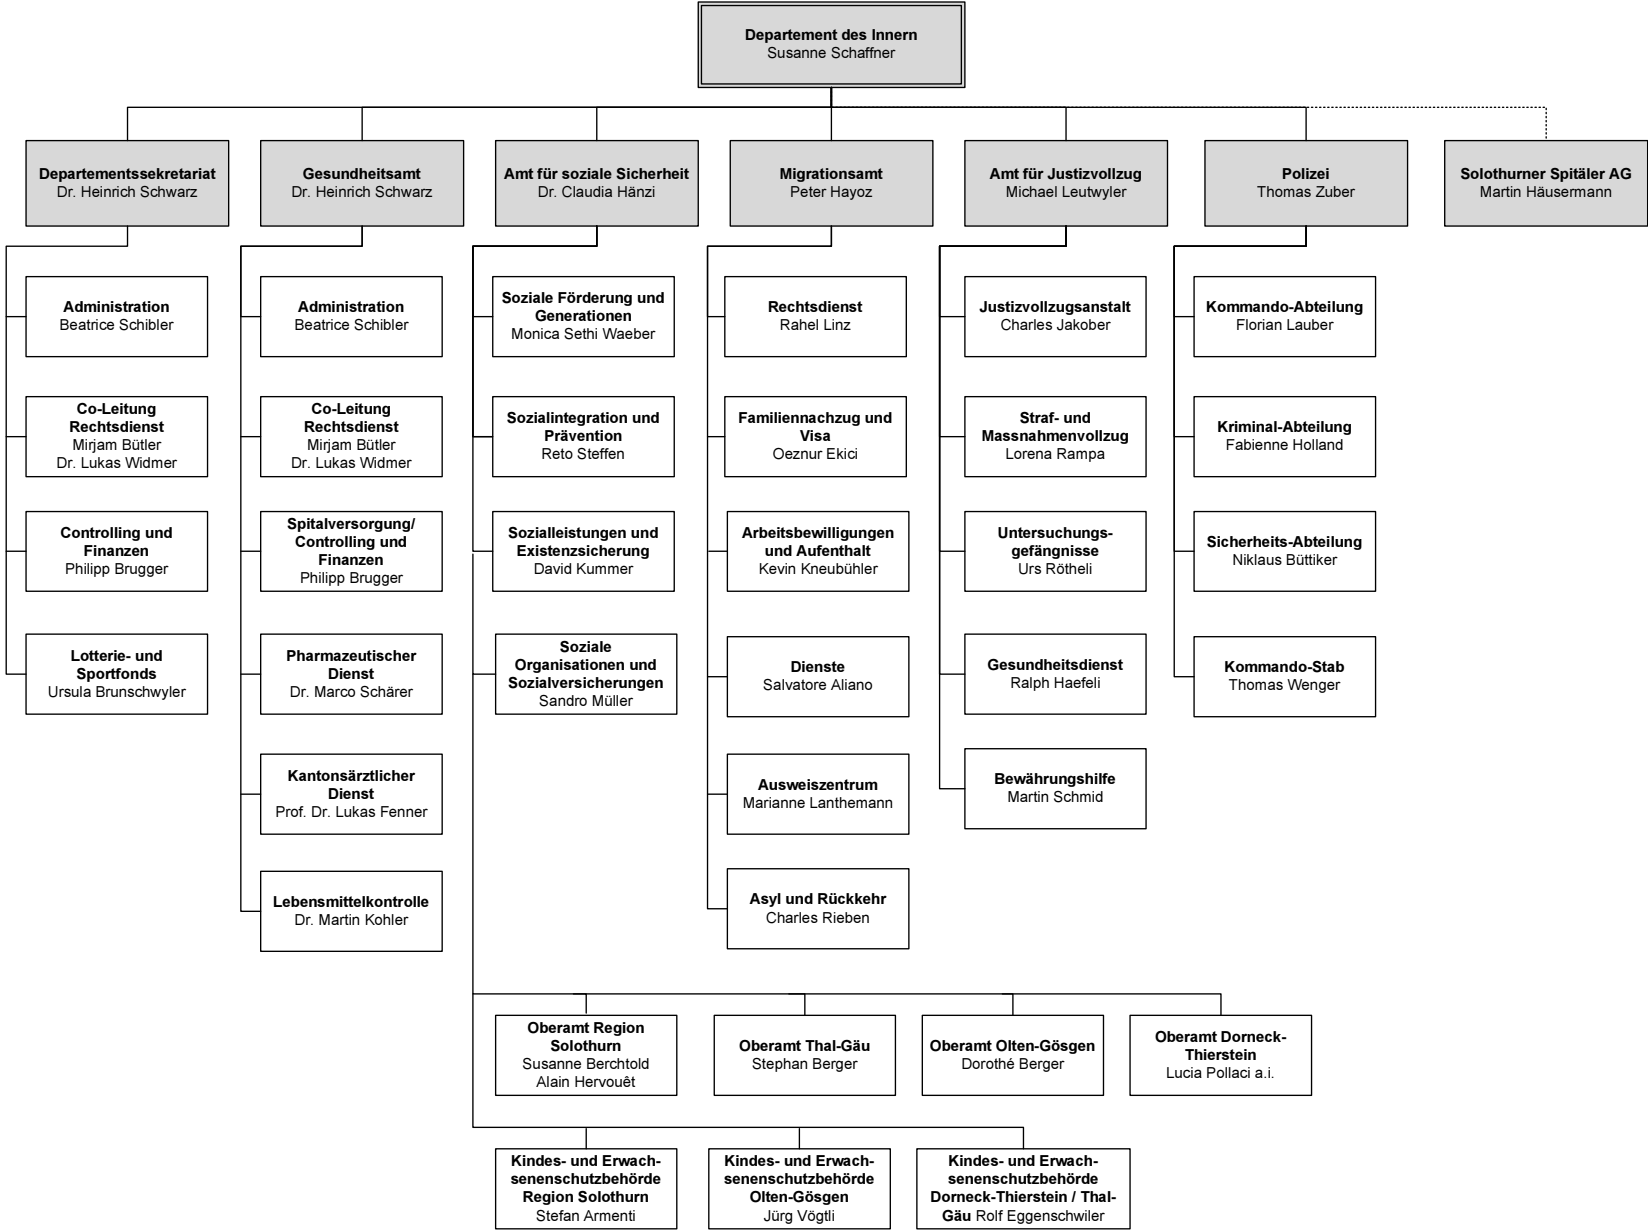 Departement des Innern
Susanne Schaffner
Departementssekretariat
Dr. Heinrich Schwarz
Gesundheitsamt
Dr. Heinrich Schwarz
Amt für soziale Sicherheit
Dr. Claudia Hänzi
Migrationsamt
Peter Hayoz
Amt für Justizvollzug
Michael Leutwyler
Polizei
Thomas Zuber
Solothurner Spitäler AG
Martin Häusermann
Administration
Beatrice Schibler
Co-Leitung
Rechtsdienst
Mirjam Bütler
Dr. Lukas Widmer
Controlling und
Finanzen
Philipp Brugger
Lotterie- und
Sportfonds
Ursula Brunschwyler
Administration
Beatrice Schibler
Co-Leitung
Rechtsdienst
Mirjam Bütler
Dr. Lukas Widmer
Spitalversorgung/
Controlling und
Finanzen
Philipp Brugger
Pharmazeutischer
Dienst
Dr. Marco Schärer
Kantonsärztlicher
Dienst
Prof. Dr. Lukas Fenner
Lebensmittelkontrolle
Dr. Martin Kohler
Soziale Förderung und
Generationen
Monica Sethi Waeber
Sozialintegration und
Prävention
Reto Steffen
Sozialleistungen und
Existenzsicherung
David Kummer
Soziale
Organisationen und
Sozialversicherungen
Sandro Müller
Rechtsdienst
Rahel Linz
Familiennachzug und
Visa
Oeznur Ekici
Arbeitsbewilligungen
und Aufenthalt
Kevin Kneubühler
Dienste
Salvatore Aliano
Ausweiszentrum
Marianne Lanthemann
Asyl und Rückkehr
Charles Rieben
Justizvollzugsanstalt
Charles Jakober
Straf- und
Massnahmenvollzug
Lorena Rampa
Untersuchungs-
gefängnisse
Urs Rötheli
Gesundheitsdienst
Ralph Haefeli
Bewährungshilfe
Martin Schmid
Kommando-Abteilung
Florian Lauber
Kriminal-Abteilung
Fabienne Holland
Sicherheits-Abteilung
Niklaus Büttiker
Kommando-Stab
Thomas Wenger
Oberamt Region
Solothurn
Susanne Berchtold
Alain Hervouêt
Oberamt Thal-Gäu
Stephan Berger
Oberamt Olten-Gösgen
Dorothé Berger
Oberamt Dorneck-
Thierstein
Lucia Pollaci a.i.
Kindes- und Erwach-
senenschutzbehörde
Region Solothurn
Stefan Armenti
Kindes- und Erwach-
senenschutzbehörde
Olten-Gösgen
Jürg Vögtli
Kindes- und Erwach-
senenschutzbehörde
Dorneck-Thierstein / Thal-
Gäu Rolf Eggenschwiler